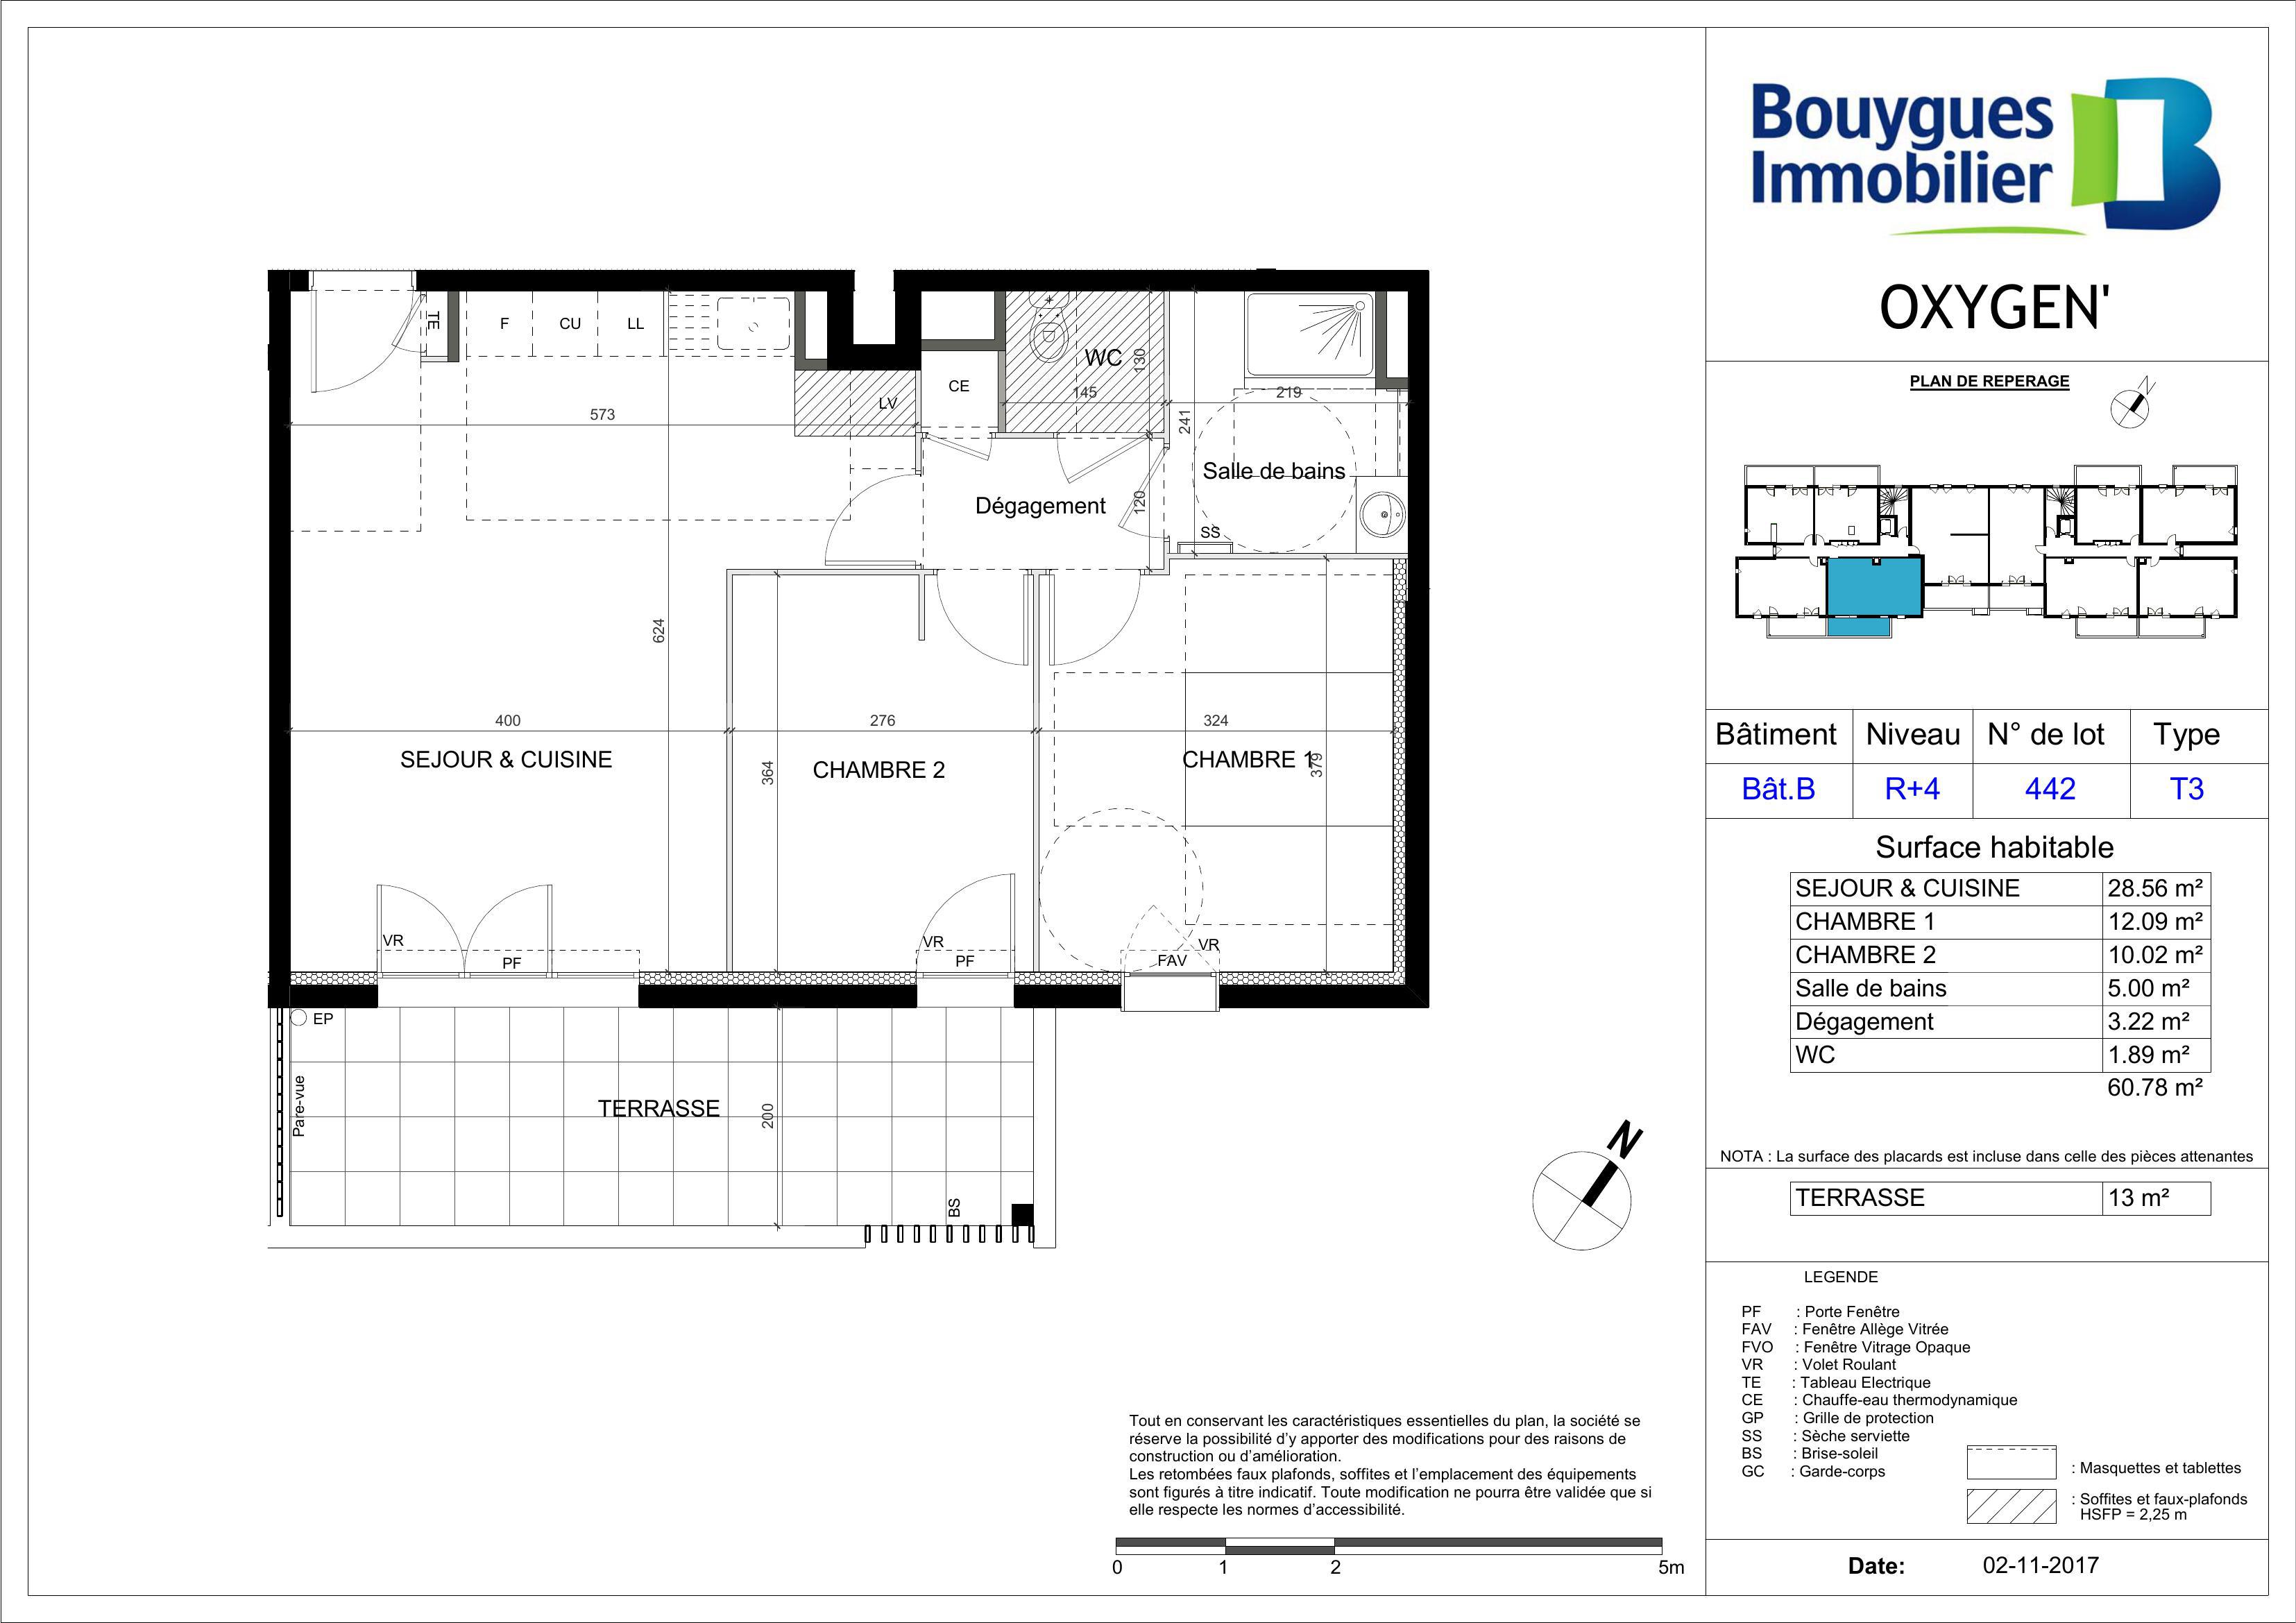 TE
F
CU
LL
LV
CE
WC
130
145
219
241
573
Salle de bains
Dégagement
120
SS
624
400
276
324
SEJOUR & CUISINE
364
CHAMBRE 2
CHAMBRE 1
379
VR
PF
VR
PF
VR
FAV
EP
Pare-vue
TERRASSE
200
BS
N
Tout en conservant les caractéristiques essentielles du plan, la société se
réserve la possibilité d'y apporter des modifications pour des raisons de
construction ou d'amélioration.
Les retombées faux plafonds, soffites et l'emplacement des équipements
sont figurés à titre indicatif. Toute modification ne pourra être validée que si
elle respecte les normes d'accessibilité.
0 1 2 5m
Bouygues
Immobilier
OXYGEN'
PLAN DE REPERAGE
N
Bâtiment Niveau N° de lot Type
Bât.B R+4 442 T3
Surface habitable
SEJOUR & CUISINE 28.56 m²
CHAMBRE 1 12.09 m²
CHAMBRE 2 10.02 m²
Salle de bains 5.00 m²
Dégagement 3.22 m²
WC 1.89 m²
60.78 m²
NOTA : La surface des placards est incluse dans celle des pièces attenantes
TERRASSE 13 m²
LEGENDE
PF : Porte Fenêtre
FAV : Fenêtre Allège Vitrée
FVO : Fenêtre Vitrage Opaque
VR : Volet Roulant
TE : Tableau Electrique
CE : Chauffe-eau thermodynamique
GP : Grille de protection
SS : Sèche serviette
BS : Brise-soleil
GC : Garde-corps
: Masquettes et tablettes
: Soffites et faux-plafonds
HSFP = 2,25 m
Date: 02-11-2017